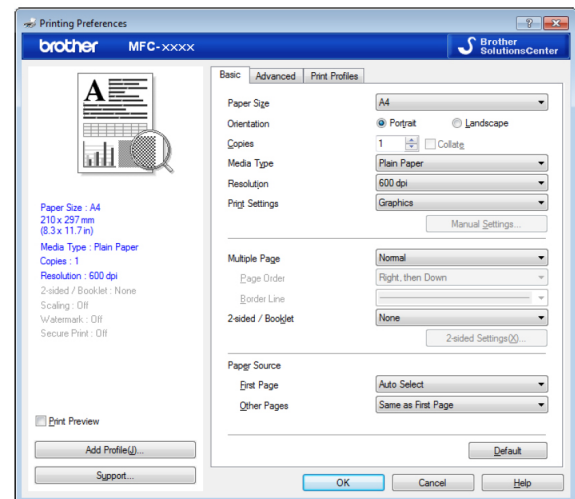 Printing Preferences
brother MFC-xxxx Brother SolutionsCenter
Basic Advanced Print Profiles
A
Paper Size : A4
210 x 297 mm
(8.3 x 11.7 in)
Media Type : Plain Paper
Copies : 1
Resolution : 600 dpi
2-sided / Booklet : None
Scaling : Off
Watermark : Off
Secure Print : Off
Print Preview
Add Profile(J)...
Support...
Paper Size A4
Orientation Portrait Landscape
Copies 1 Collate
Media Type Plain Paper
Resolution 600 dpi
Print Settings Graphics
Manual Settings...
Multiple Page Normal
Page Order Right, then Down
Border Line
2-sided / Booklet None
2-sided Settings(X)...
Paper Source
First Page Auto Select
Other Pages Same as First Page
Default
OK Cancel Help